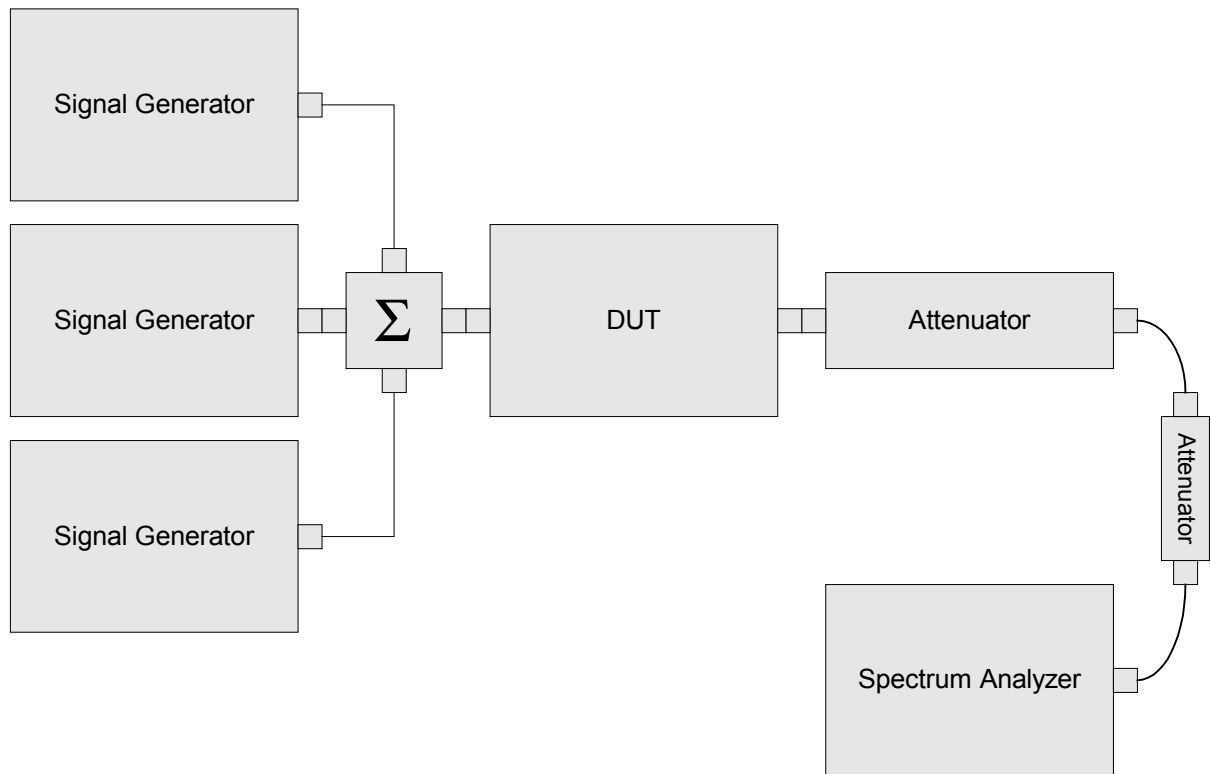 Signal Generator
Signal Generator
Σ
DUT
Attenuator
Attenuator
Signal Generator
Spectrum Analyzer